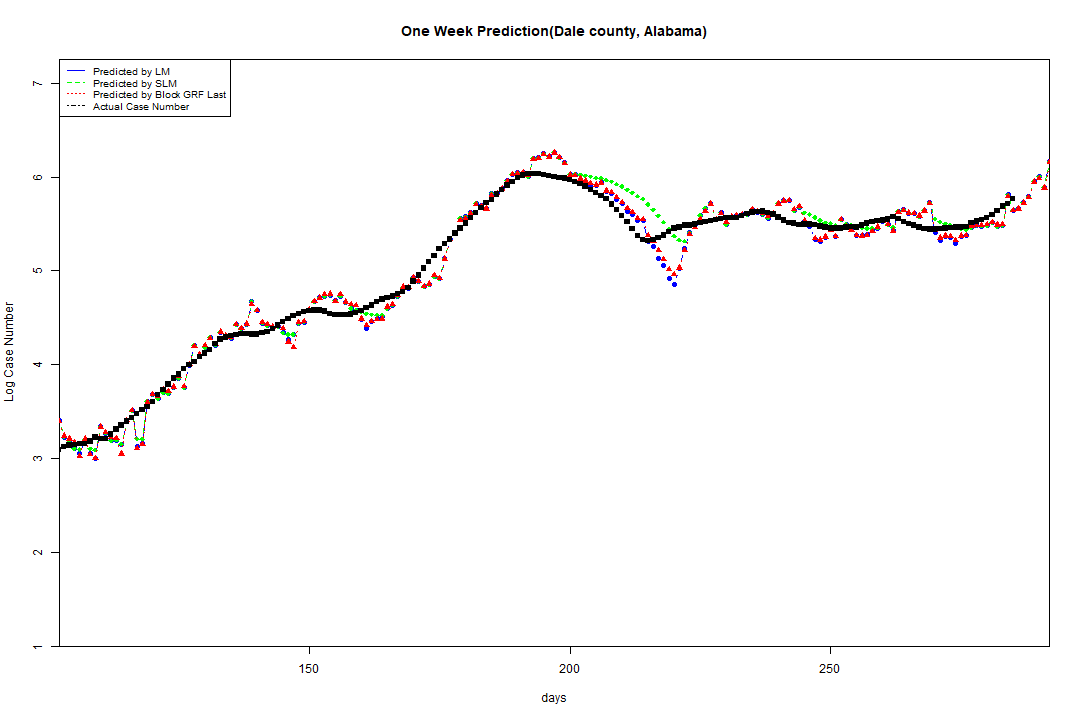 One Week Prediction(Dale county, Alabama)
Predicted by LM
Predicted by SLM
Predicted by Block GRF Last
Actual Case Number
7
6
5
4
3
2
1
Log Case Number
150
200
250
days